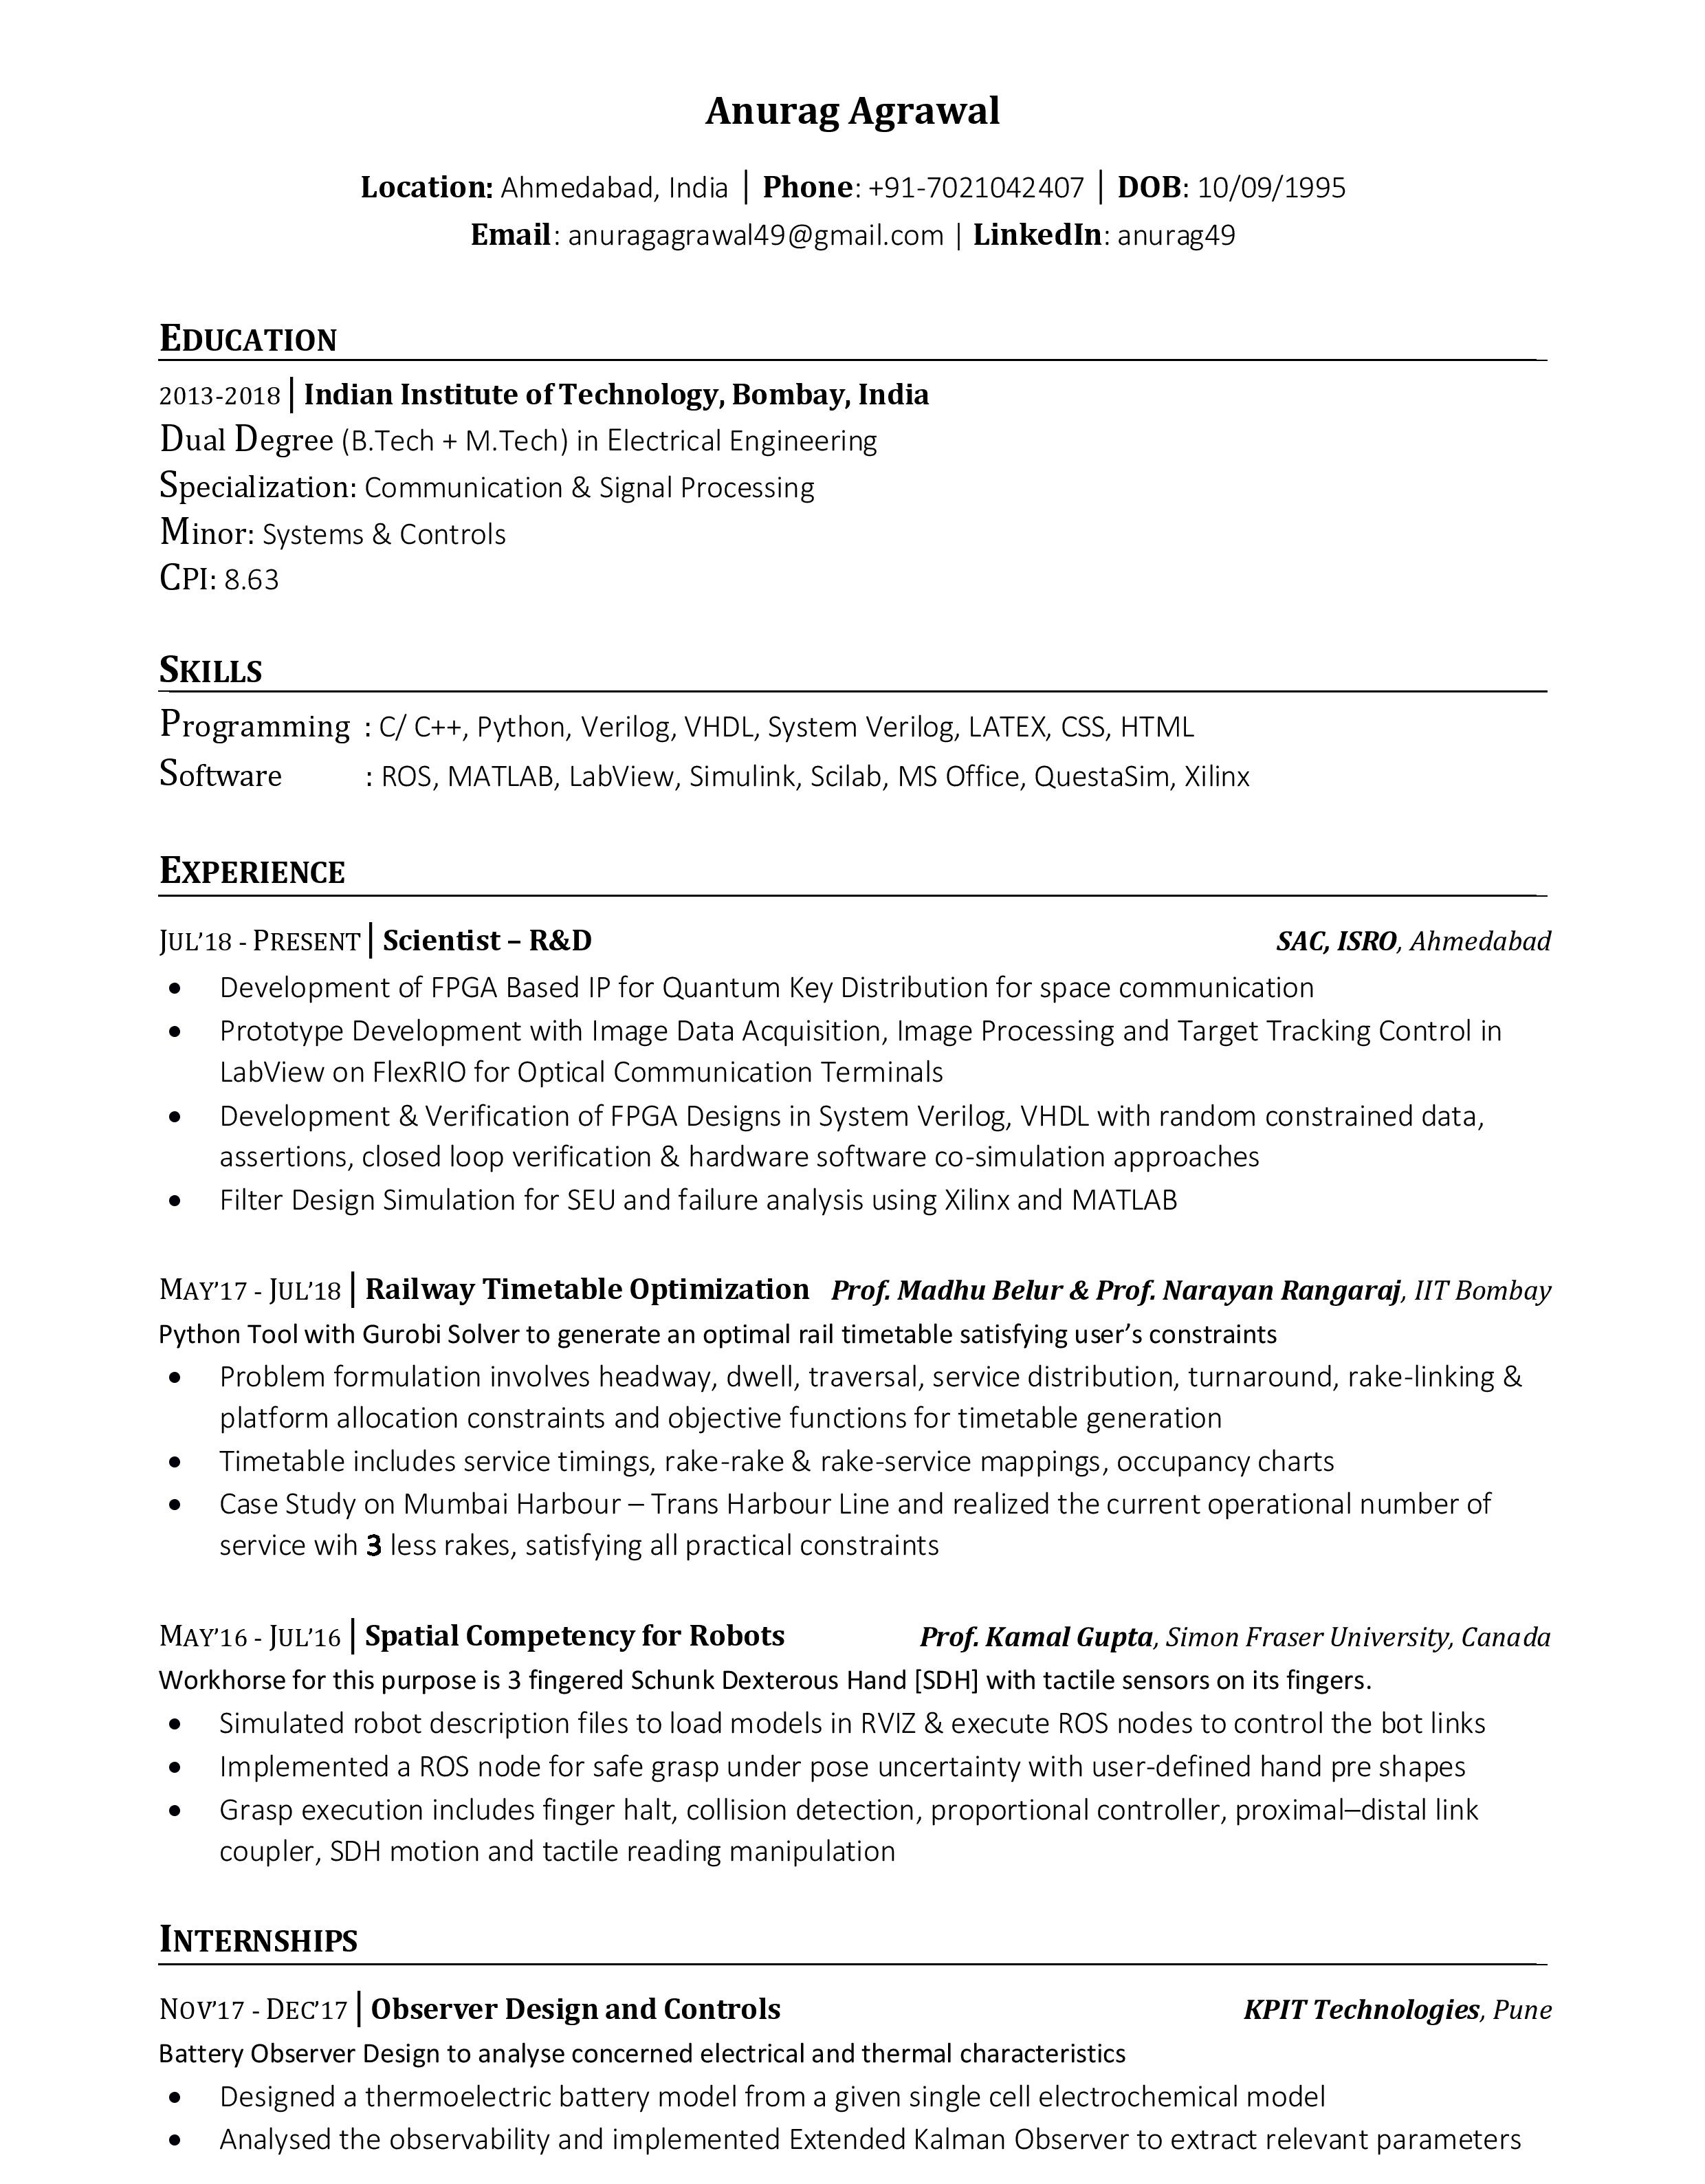 Anurag Agrawal
Location: Ahmedabad, India | Phone: +91-7021042407 | DOB: 10/09/1995
Email: anuragagrawal49@gmail.com | LinkedIn: anurag49
EDUCATION
2013-2018 | Indian Institute of Technology, Bombay, India
Dual Degree (B.Tech + M.Tech) in Electrical Engineering
Specialization: Communication & Signal Processing
Minor: Systems & Controls
CPI: 8.63
SKILLS
Programming : C/ C++, Python, Verilog, VHDL, System Verilog, LATEX, CSS, HTML
Software : ROS, MATLAB, LabView, Simulink, Scilab, MS Office, QuestaSim, Xilinx
EXPERIENCE
JUL'18 - PRESENT | Scientist – R&D SAC, ISRO, Ahmedabad
• Development of FPGA Based IP for Quantum Key Distribution for space communication
• Prototype Development with Image Data Acquisition, Image Processing and Target Tracking Control in
LabView on FlexRIO for Optical Communication Terminals
• Development & Verification of FPGA Designs in System Verilog, VHDL with random constrained data,
assertions, closed loop verification & hardware software co-simulation approaches
• Filter Design Simulation for SEU and failure analysis using Xilinx and MATLAB
MAY'17 - JUL'18 | Railway Timetable Optimization Prof. Madhu Belur & Prof. Narayan Rangaraj, IIT Bombay
Python Tool with Gurobi Solver to generate an optimal rail timetable satisfying user's constraints
• Problem formulation involves headway, dwell, traversal, service distribution, turnaround, rake-linking &
platform allocation constraints and objective functions for timetable generation
• Timetable includes service timings, rake-rake & rake-service mappings, occupancy charts
• Case Study on Mumbai Harbour – Trans Harbour Line and realized the current operational number of
service wih 3 less rakes, satisfying all practical constraints
MAY'16 - JUL'16 | Spatial Competency for Robots Prof. Kamal Gupta, Simon Fraser University, Canada
Workhorse for this purpose is 3 fingered Schunk Dexterous Hand [SDH] with tactile sensors on its fingers.
• Simulated robot description files to load models in RVIZ & execute ROS nodes to control the bot links
• Implemented a ROS node for safe grasp under pose uncertainty with user-defined hand pre shapes
• Grasp execution includes finger halt, collision detection, proportional controller, proximal–distal link
coupler, SDH motion and tactile reading manipulation
INTERNSHIPS
NOV'17 - DEC'17 | Observer Design and Controls KPIT Technologies, Pune
Battery Observer Design to analyse concerned electrical and thermal characteristics
• Designed a thermoelectric battery model from a given single cell electrochemical model
• Analysed the observability and implemented Extended Kalman Observer to extract relevant parameters